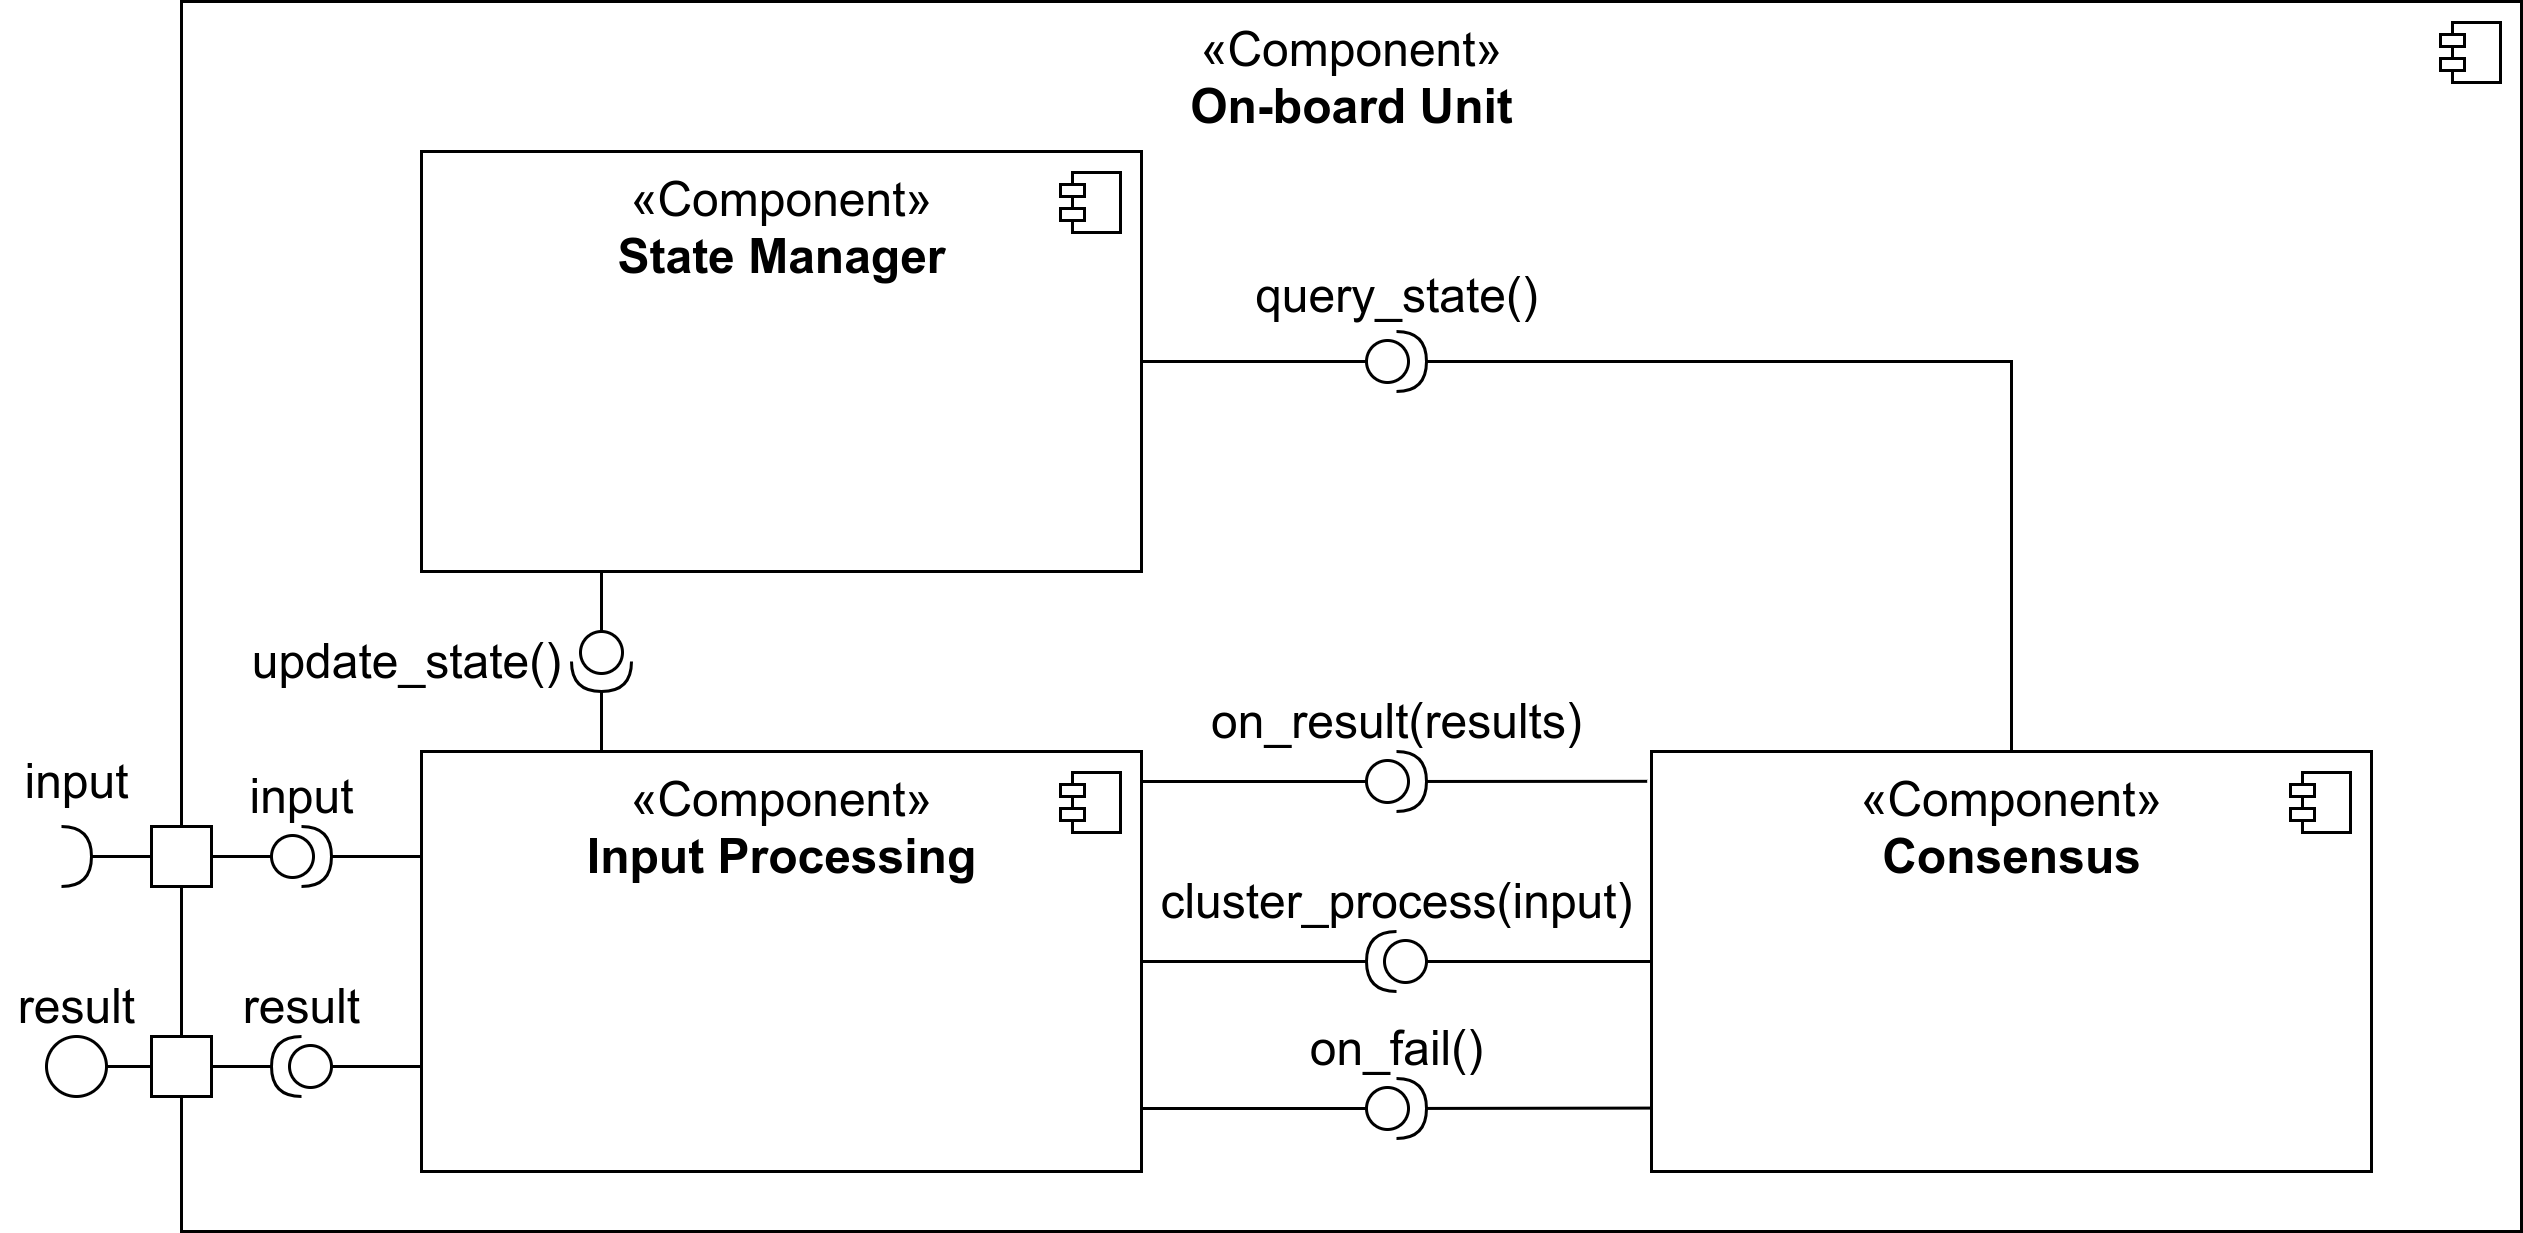 «Component»
On-board Unit
«Component»
State Manager
query_state()
update_state()
on_result(results)
input
input
«Component»
Input Processing
«Component»
Consensus
cluster_process(input)
result
result
on_fail()